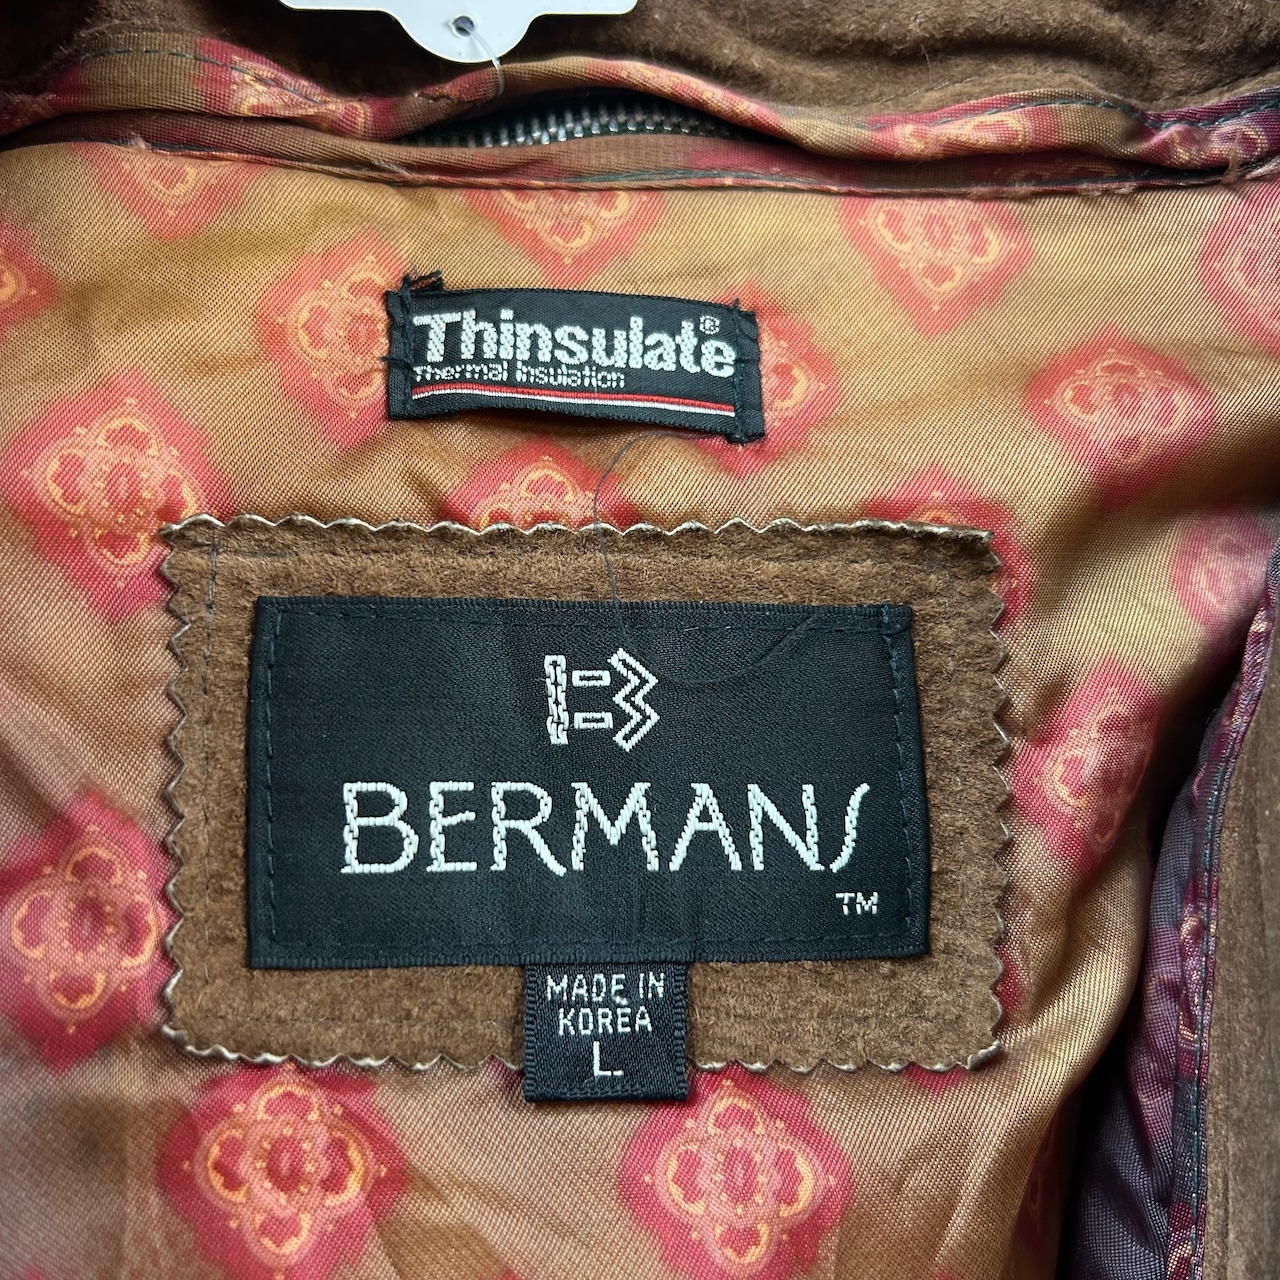 Thinsulate®
Thermal Insulation
B
BERMANS
TM
MADE IN
KOREA
L